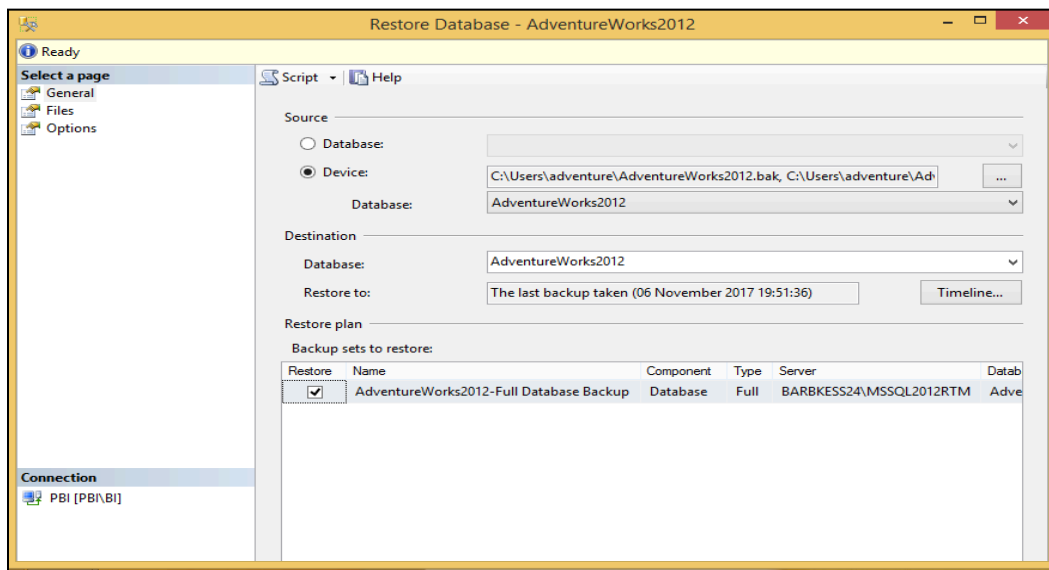 Restore Database - AdventureWorks2012
Ready
Select a page
General
Files
Options
Script
Help
Source
Database:
Device:
C:\Users\adventure\AdventureWorks2012.bak, C:\Users\adventure\Adv
...
Database:
AdventureWorks2012
Destination
Database:
AdventureWorks2012
Restore to:
The last backup taken (06 November 2017 19:51:36)
Timeline...
Restore plan
Backup sets to restore:
Restore Name Component Type Server Datab
AdventureWorks2012-Full Database Backup Database Full BARBKESS24\MSSQL2012RTM Adve
Connection
PBI [PBI\BI]